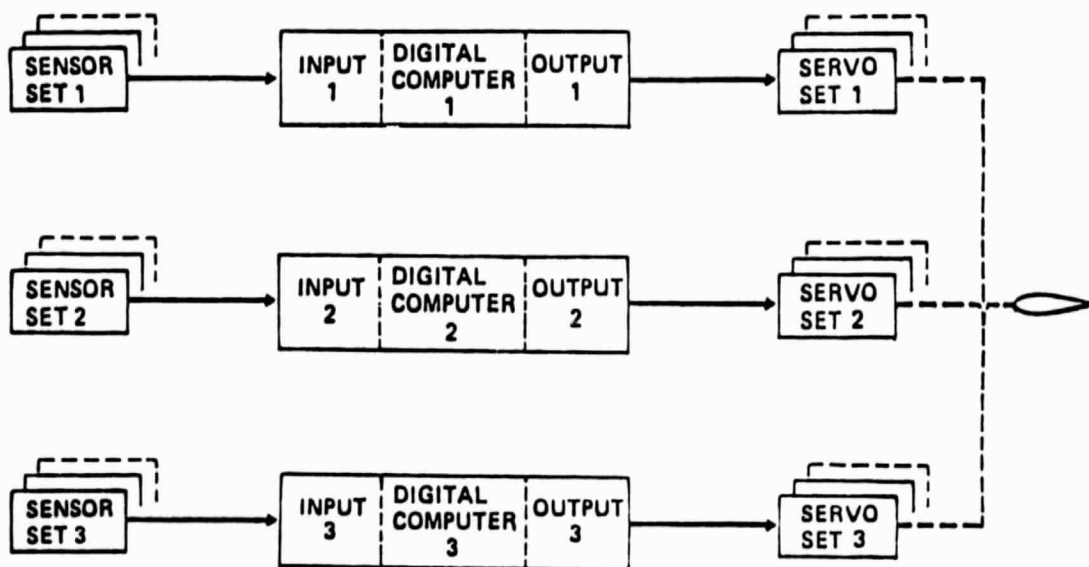 SENSOR
SET 1
INPUT
1
DIGITAL
COMPUTER
1
OUTPUT
1
SERVO
SET 1
SENSOR
SET 2
INPUT
2
DIGITAL
COMPUTER
2
OUTPUT
2
SERVO
SET 2
SENSOR
SET 3
INPUT
3
DIGITAL
COMPUTER
3
OUTPUT
3
SERVO
SET 3